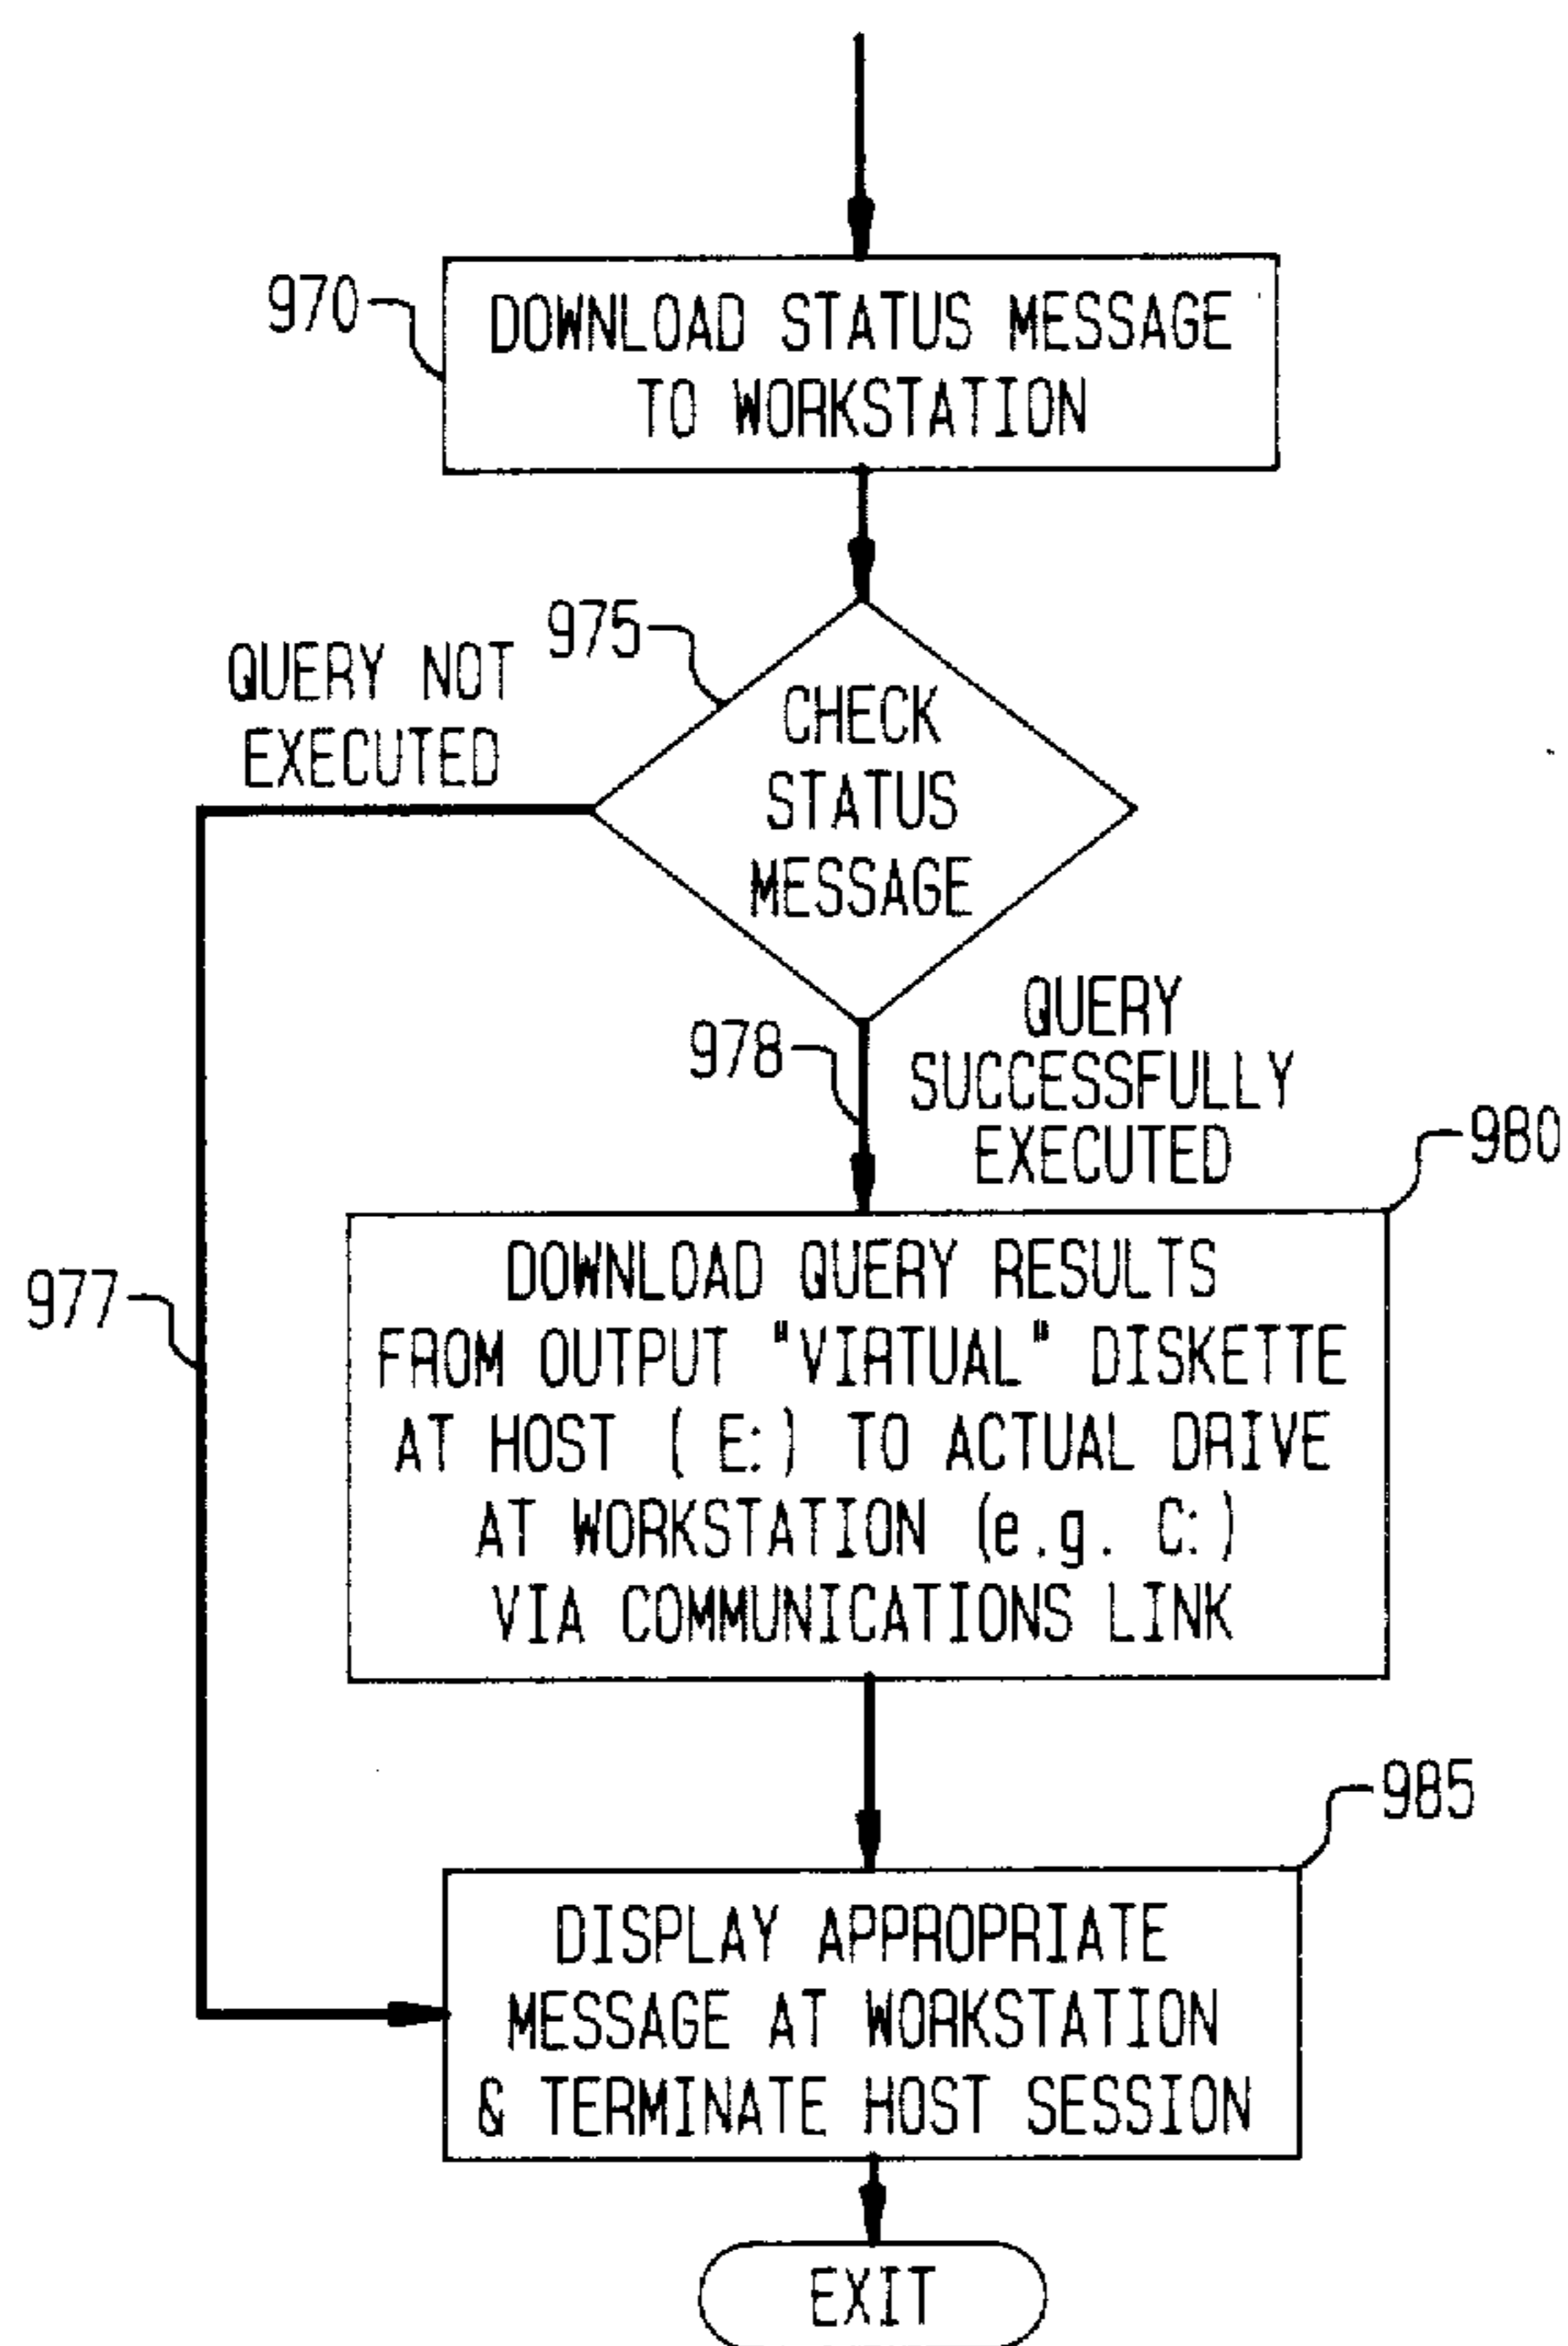 970
DOWNLOAD STATUS MESSAGE
TO WORKSTATION
975
QUERY NOT
EXECUTED
CHECK
STATUS
MESSAGE
978
QUERY
SUCCESSFULLY
EXECUTED
980
977
DOWNLOAD QUERY RESULTS
FROM OUTPUT "VIRTUAL" DISKETTE
AT HOST ( E:) TO ACTUAL DRIVE
AT WORKSTATION (e.g. C:)
VIA COMMUNICATIONS LINK
985
DISPLAY APPROPRIATE
MESSAGE AT WORKSTATION
& TERMINATE HOST SESSION
EXIT